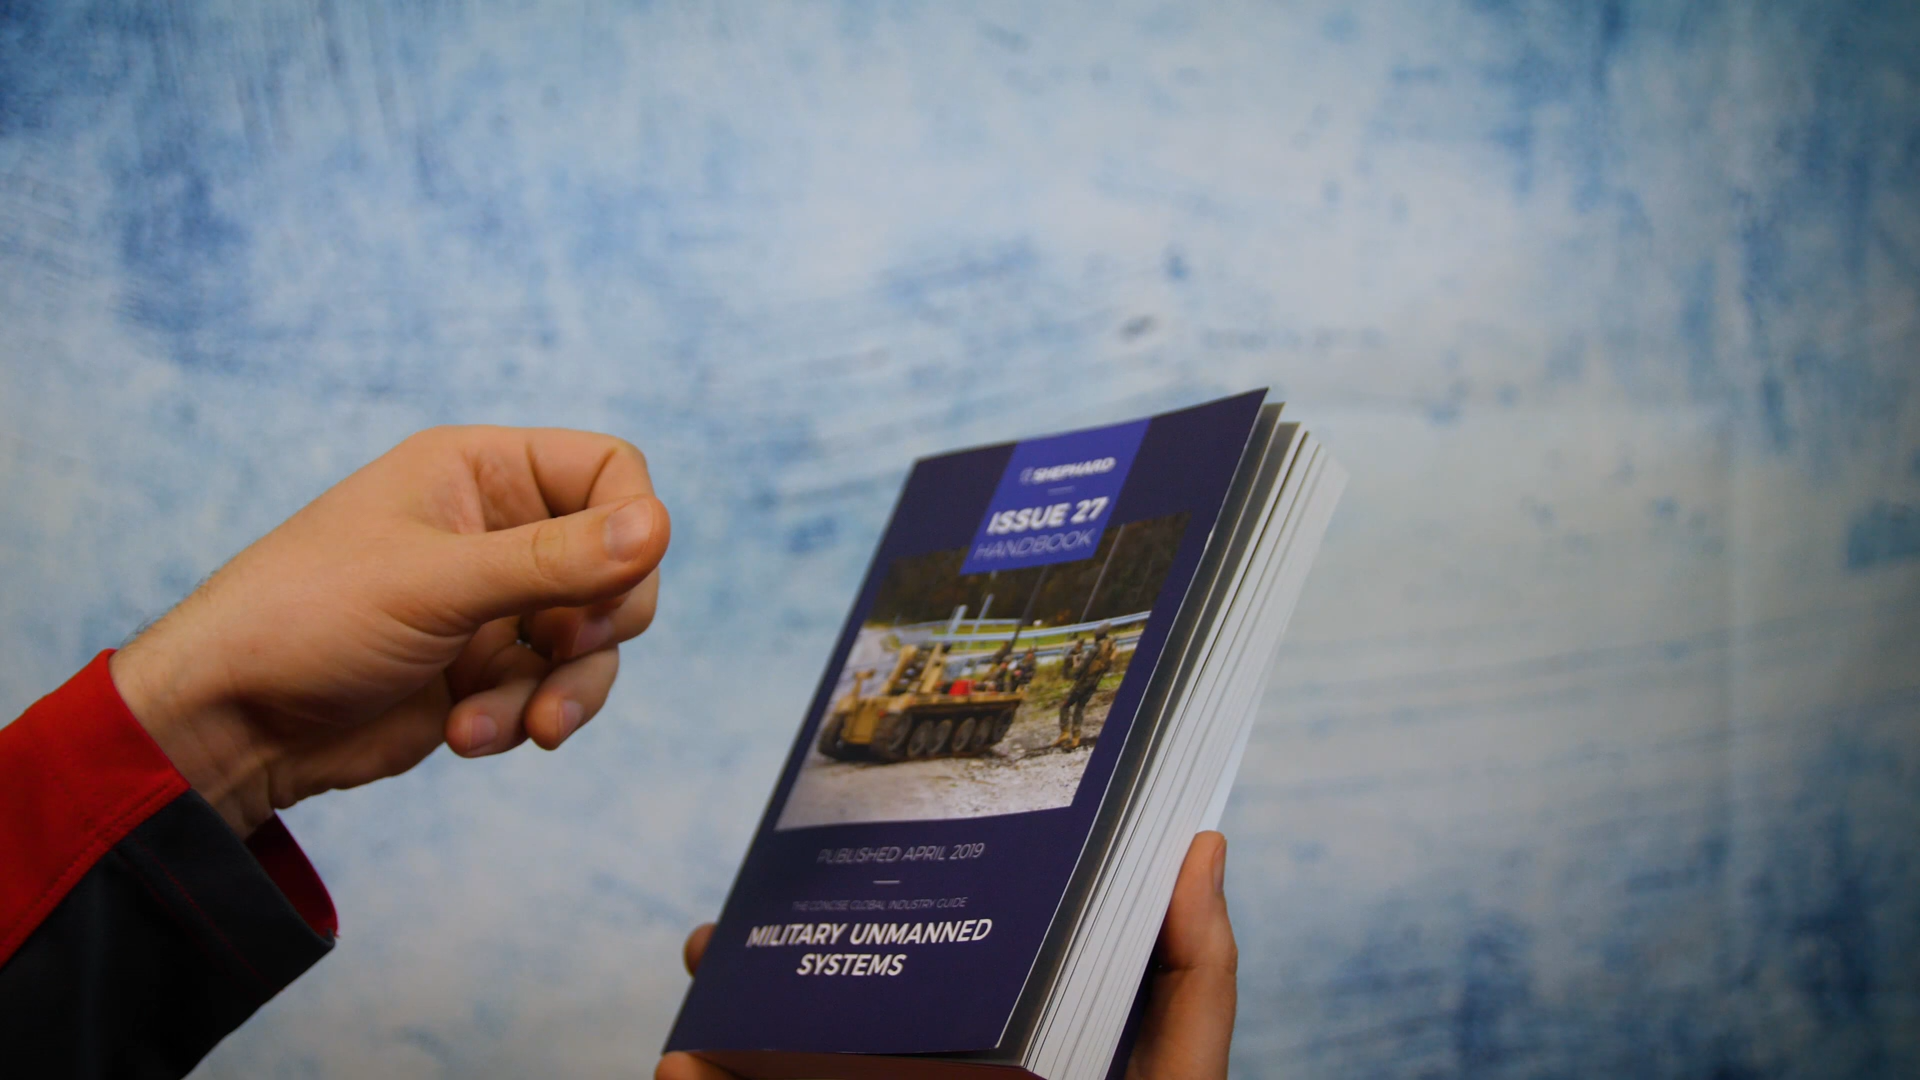 SHEPHARD
ISSUE 27
HANDBOOK
PUBLISHED APRIL 2019
THE CONCISE GLOBAL INDUSTRY GUIDE
MILITARY UNMANNED
SYSTEMS